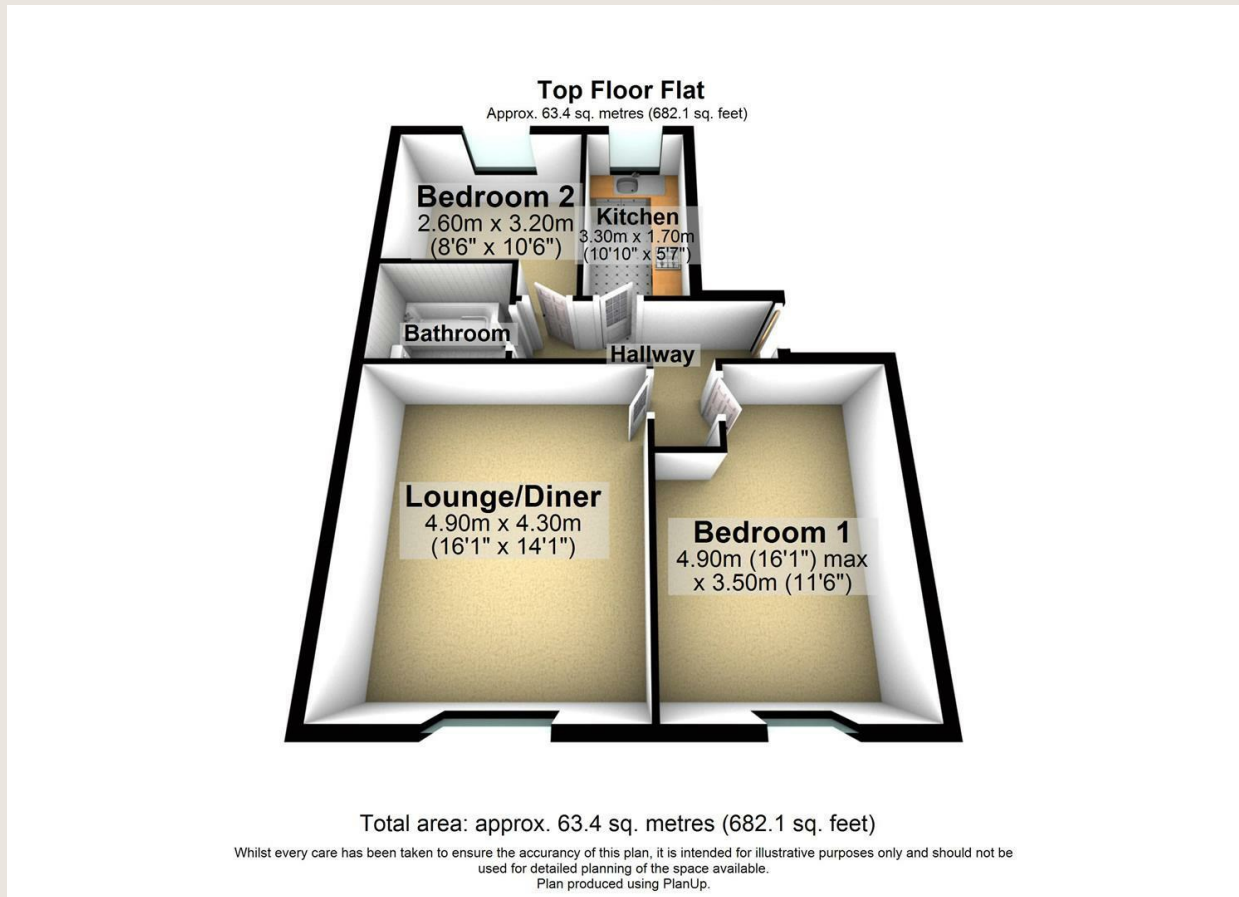 Top Floor Flat
Approx. 63.4 sq. metres (682.1 sq. feet)
Bedroom 2
2.60m x 3.20m
(8'6" x 10'6")
Kitchen
3.30m x 1.70m
(10'10" x 5'7")
Bathroom
Hallway
Lounge/Diner
4.90m x 4.30m
(16'1" x 14'1")
Bedroom 1
4.90m (16'1") max
x 3.50m (11'6")
Total area: approx. 63.4 sq. metres (682.1 sq. feet)
Whilst every care has been taken to ensure the accurancy of this plan, it is intended for illustrative purposes only and should not be
used for detailed planning of the space available.
Plan produced using PlanUp.